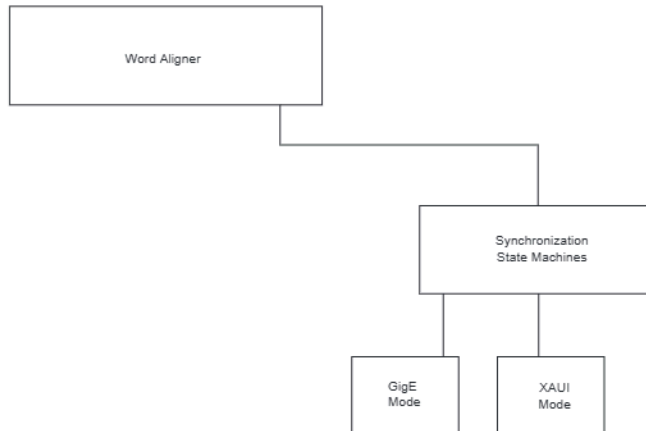 Word Aligner
Synchronization
State Machines
GigE
Mode
XAUI
Mode